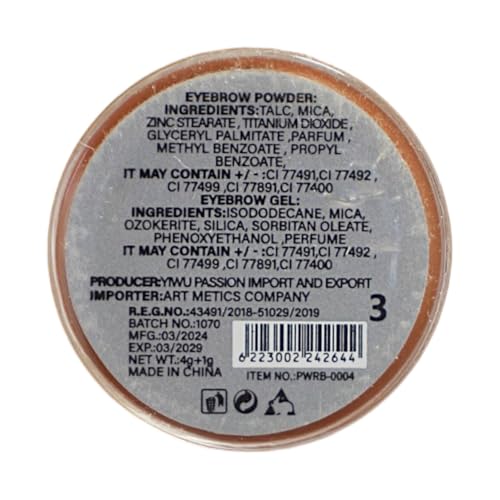 EYEBROW POWDER:
INGREDIENTS:TALC, MICA,
ZINC STEARATE , TITANIUM DIOXIDE ,
GLYCERYL PALMITATE ,PARFUM ,
METHYL BENZOATE , PROPYL
BENZOATE,
IT MAY CONTAIN +/- :CI 77491,CI 77492 ,
CI 77499 ,CI 77891,CI 77400
EYEBROW GEL:
INGREDIENTS:ISODODECANE, MICA,
OZOKERITE, SILICA, SORBITAN OLEATE,
PHENOXYETHANOL ,PERFUME
IT MAY CONTAIN +/- :CI 77491,CI 77492 ,
CI 77499 ,CI 77891,CI 77400
PRODUCER:YIWU PASSION IMPORT AND EXPORT
IMPORTER:ART METICS COMPANY
R.E.G.NO.:43491/2018-51029/2019
3
BATCH NO.:1070
MFG.:03/2024
EXP.:03/2029
NET WT.:4g+1g
MADE IN CHINA
6223002242644
ITEM NO.:PWRB-0004